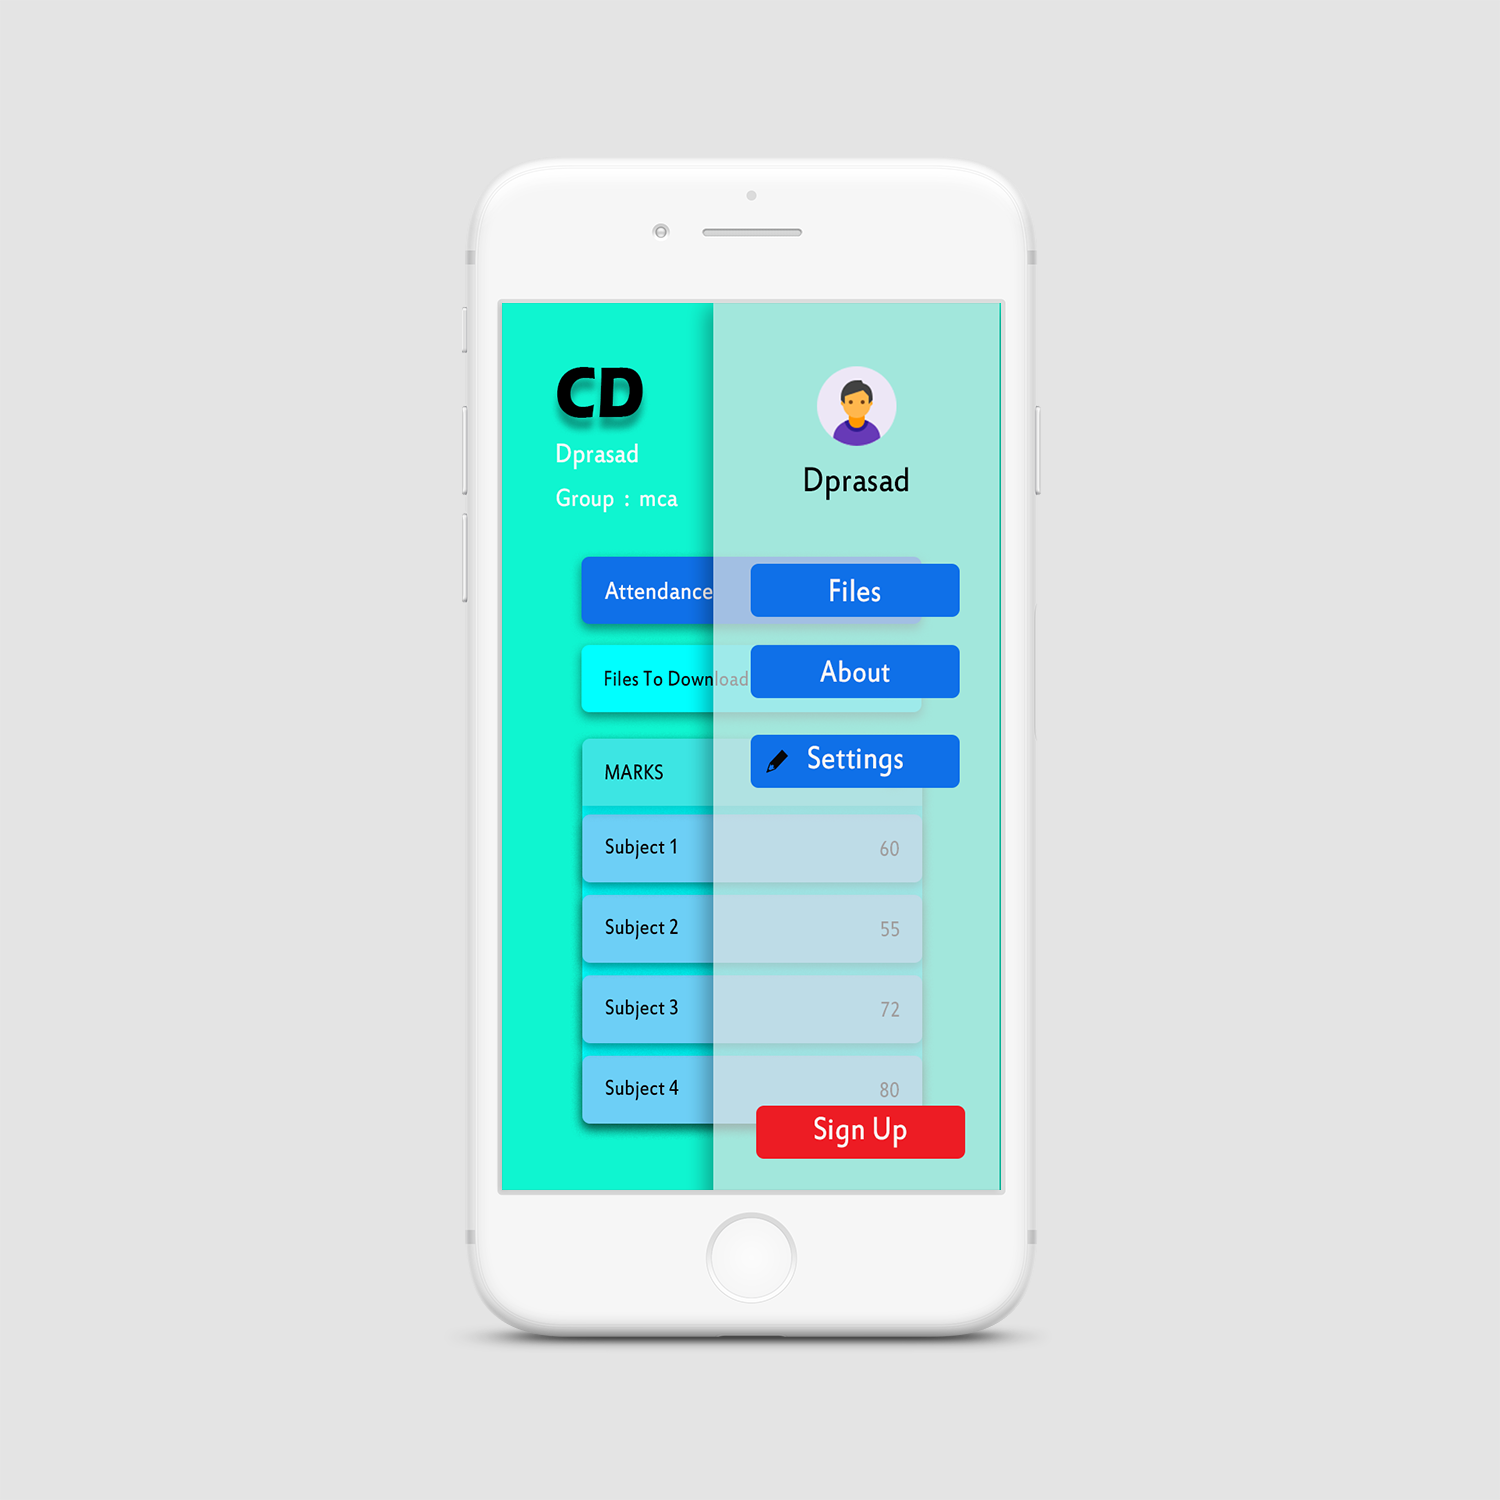 CD
Dprasad
Group : mca
Attendance
Files To Download
MARKS
Subject 1 60
Subject 2 55
Subject 3 72
Subject 4 80
Dprasad
Files
About
Settings
Sign Up